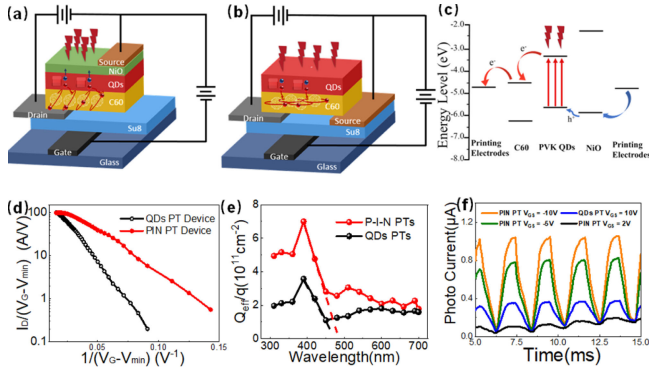 (a)
Source
NiO
QDs
C60
Drain
Su8
Gate
Glass
(b)
QDs
C60
Source
Drain
Su8
Gate
Glass
(c)
Energy Level (eV)
-2.0
-3.0
-4.0
-5.0
-6.0
-7.0
-8.0
e-
e-
h
Printing
Electrodes
C60
PVK QDs
NiO
Printing
Electrodes
(d)
QDs PT Device
PIN PT Device
I_D/(V_G-V_min) (A/V)
100
10
1
0.1
0.05
0.10
0.15
1/(V_G-V_min) (V^-1)
(e)
P-I-N PTs
QDs PTs
Q_eff/q(10^11cm^-2)
8
6
4
2
0
300
400
500
600
700
Wavelength(nm)
(f)
PIN PT V_GS = -10V
QDs PT V_GS = 10V
PIN PT V_GS = -5V
PIN PT V_GS = 2V
Photo Current(μA)
1.5
1.0
0.5
0.0
5.0
7.5
10.0
12.5
15.0
Time(ms)